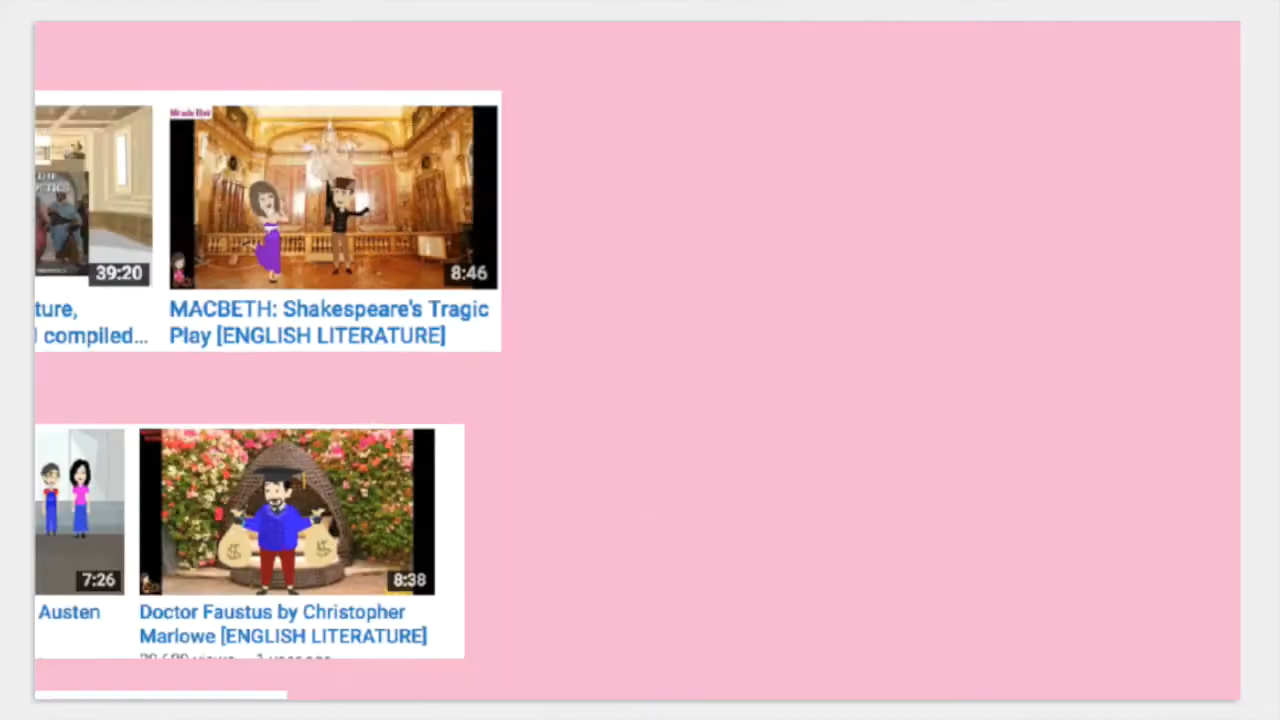 39:20
8:46
ture,
compiled...
MACBETH: Shakespeare's Tragic
Play [ENGLISH LITERATURE]
7:26
8:38
Austen
Doctor Faustus by Christopher
Marlowe [ENGLISH LITERATURE]